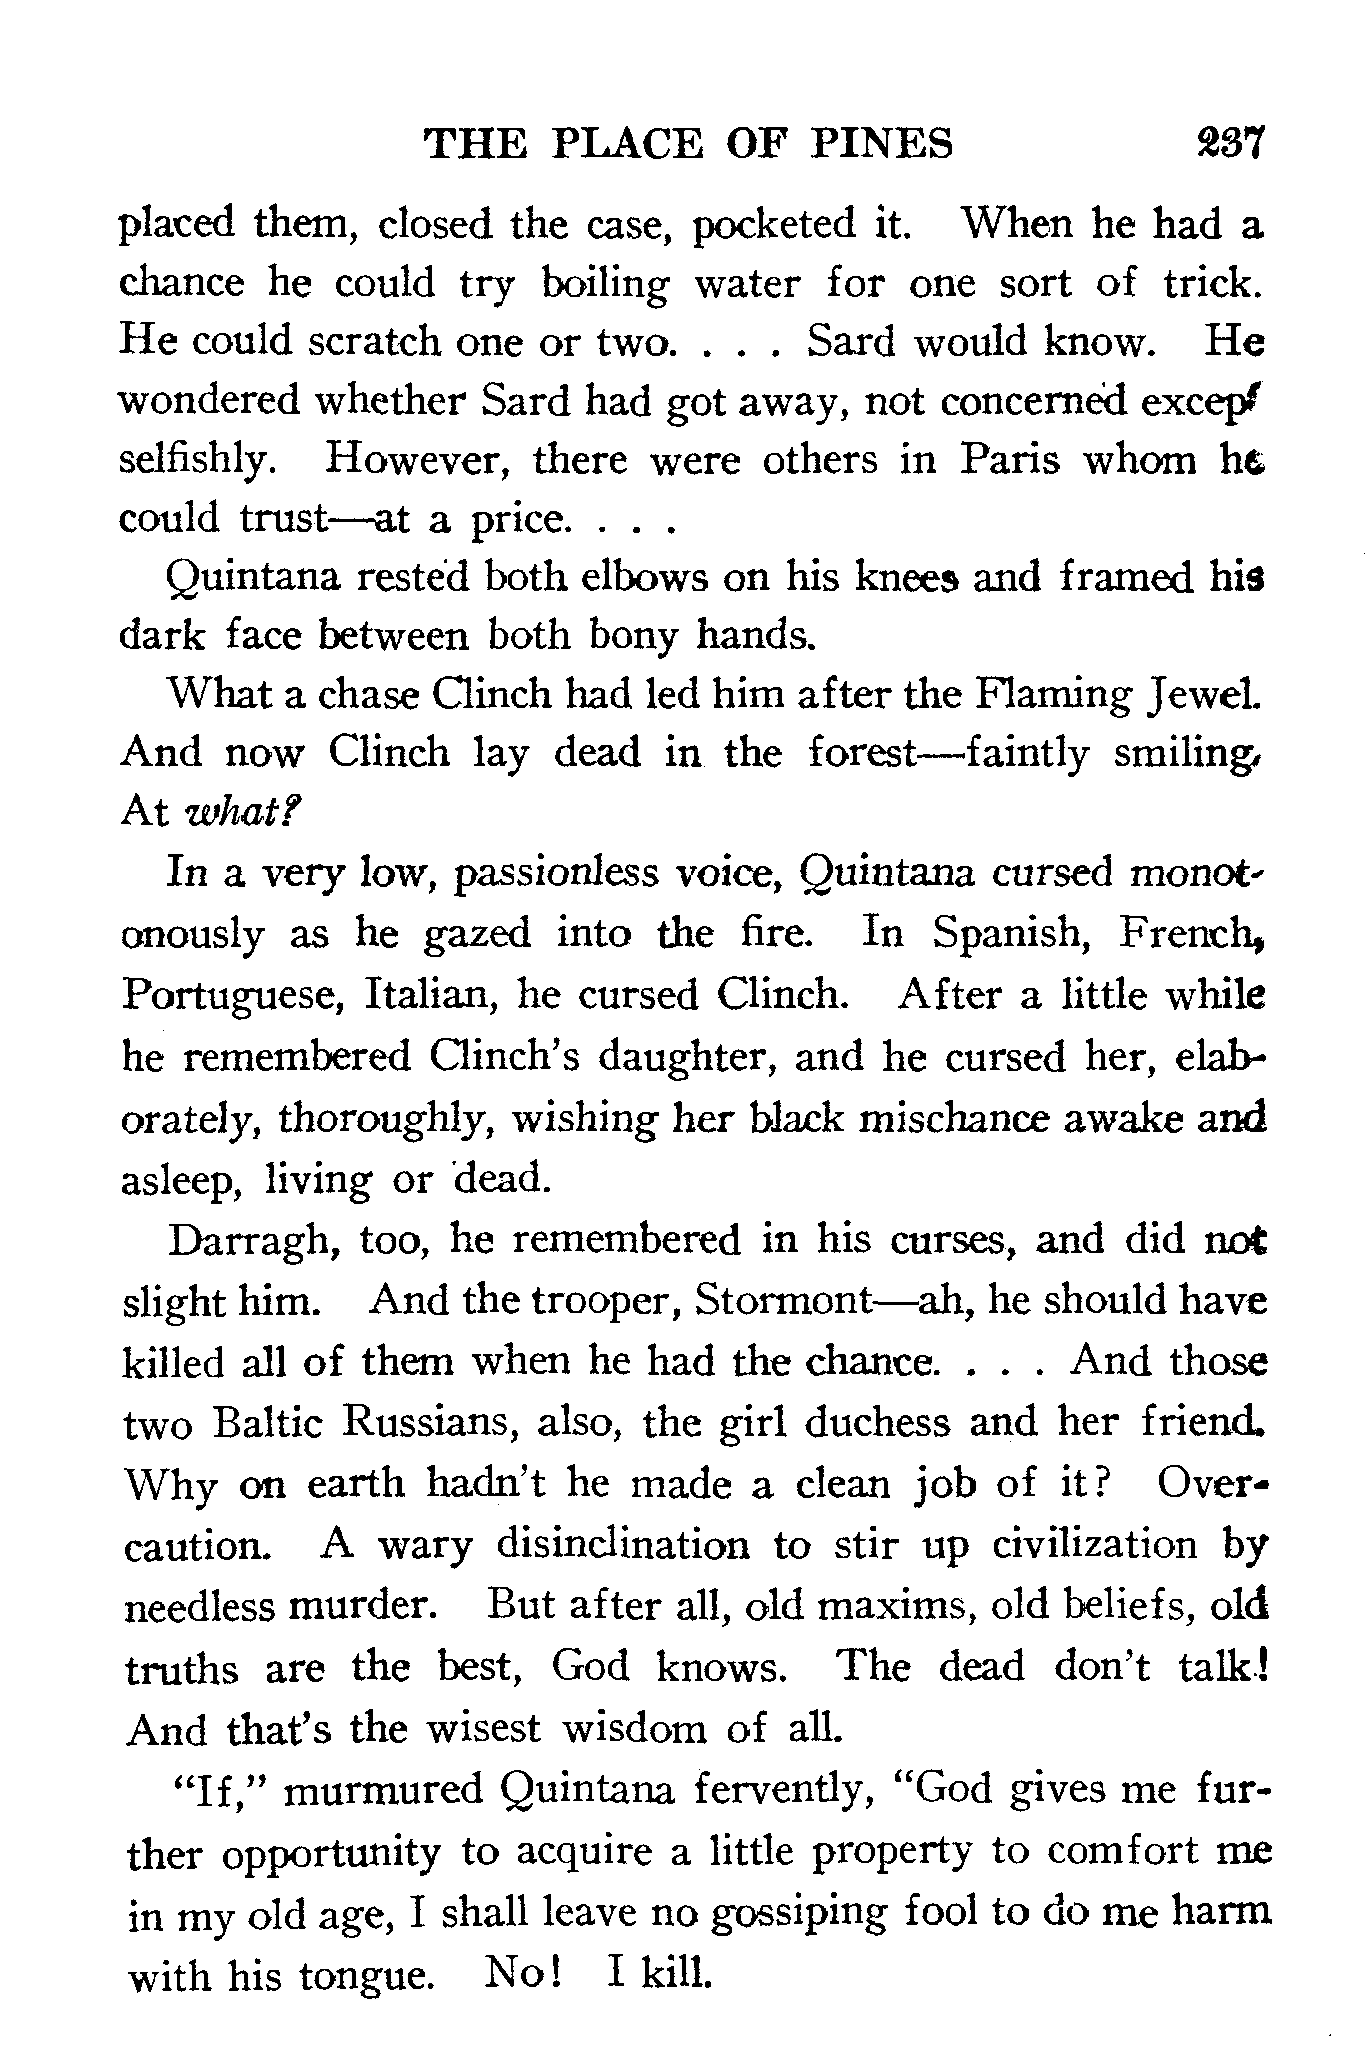 THE PLACE OF PINES 237
placed them, closed the case, pocketed it. When he had a
chance he could try boiling water for one sort of trick.
He could scratch one or two. . . . Sard would know. He
wondered whether Sard had got away, not concerned except
selfishly. However, there were others in Paris whom he
could trust—at a price. . . .
Quintana rested both elbows on his knees and framed his
dark face between both bony hands.
What a chase Clinch had led him after the Flaming Jewel.
And now Clinch lay dead in the forest—faintly smiling,
At what?
In a very low, passionless voice, Quintana cursed monot-
onously as he gazed into the fire. In Spanish, French,
Portuguese, Italian, he cursed Clinch. After a little while
he remembered Clinch's daughter, and he cursed her, elab-
orately, thoroughly, wishing her black mischance awake and
asleep, living or dead.
Darragh, too, he remembered in his curses, and did not
slight him. And the trooper, Stormont—ah, he should have
killed all of them when he had the chance. . . . And those
two Baltic Russians, also, the girl duchess and her friend.
Why on earth hadn't he made a clean job of it? Over-
caution. A wary disinclination to stir up civilization by
needless murder. But after all, old maxims, old beliefs, old
truths are the best, God knows. The dead don't talk!
And that's the wisest wisdom of all.
"If," murmured Quintana fervently, "God gives me fur-
ther opportunity to acquire a little property to comfort me
in my old age, I shall leave no gossiping fool to do me harm
with his tongue. No! I kill.